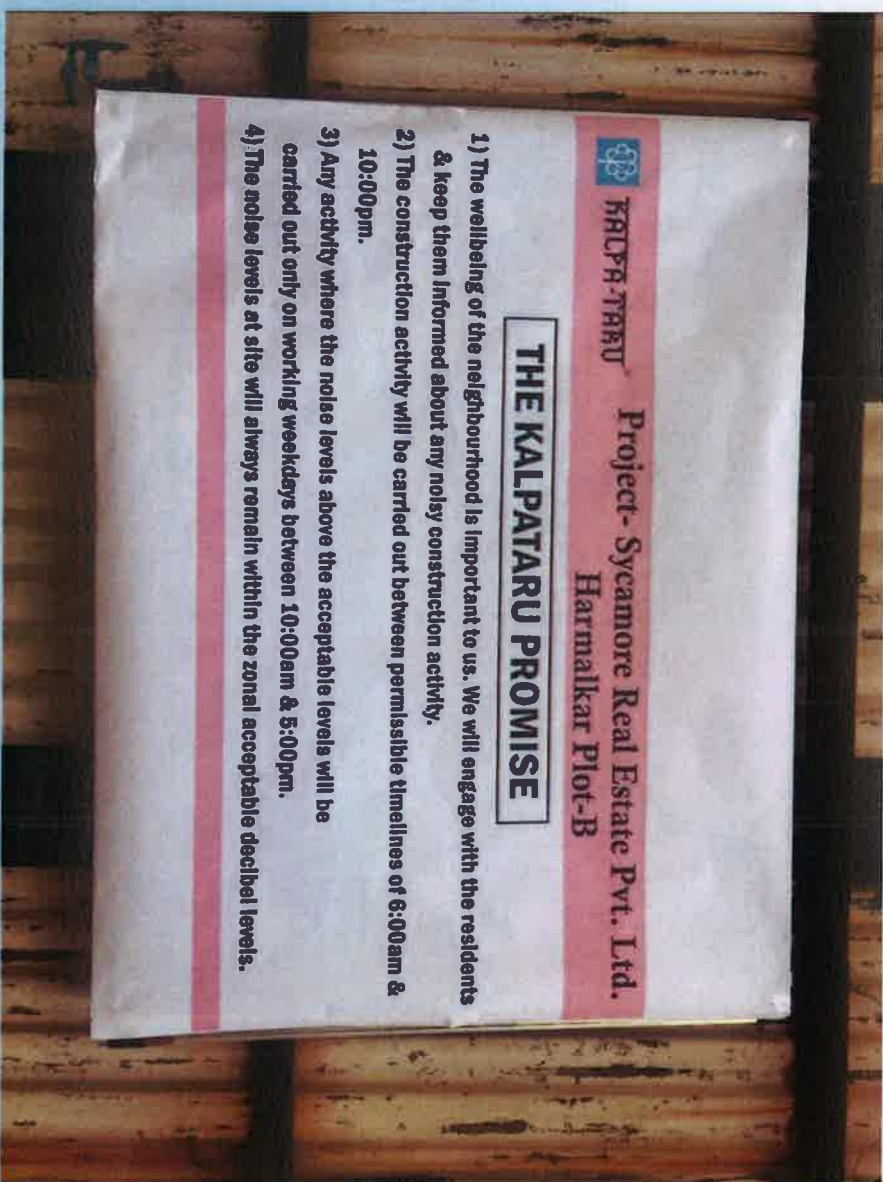 KALPA-TARU
Project- Sycamore Real Estate Pvt. Ltd.
Harmalkar Plot-B
THE KALPATARU PROMISE
1) The wellbeing of the neighbourhood is important to us. We will engage with the residents
& keep them informed about any noisy construction activity.
2) The construction activity will be carried out between permissible timelines of 6:00am &
10:00pm.
3) Any activity where the noise levels above the acceptable levels will be
carried out only on working weekdays between 10:00am & 5:00pm.
4) The noise levels at site will always remain within the zonal acceptable decibel levels.